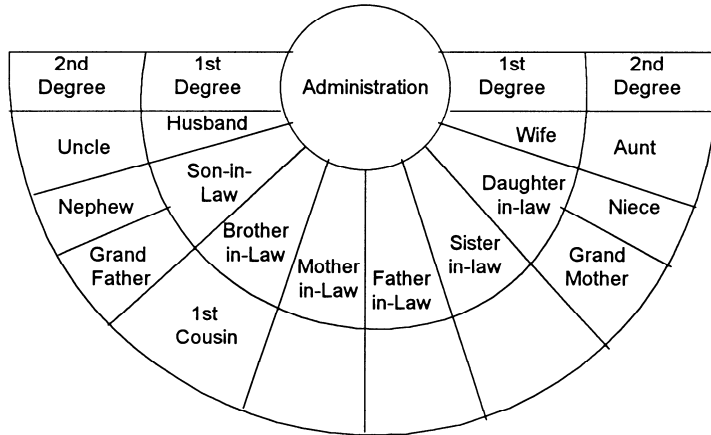 2nd
Degree
1st
Degree
Administration
1st
Degree
2nd
Degree
Uncle
Husband
Wife
Aunt
Nephew
Son-in-
Law
Daughter
in-law
Niece
Grand
Father
Brother
in-Law
Mother
in-Law
Father
in-Law
Sister
in-law
Grand
Mother
1st
Cousin